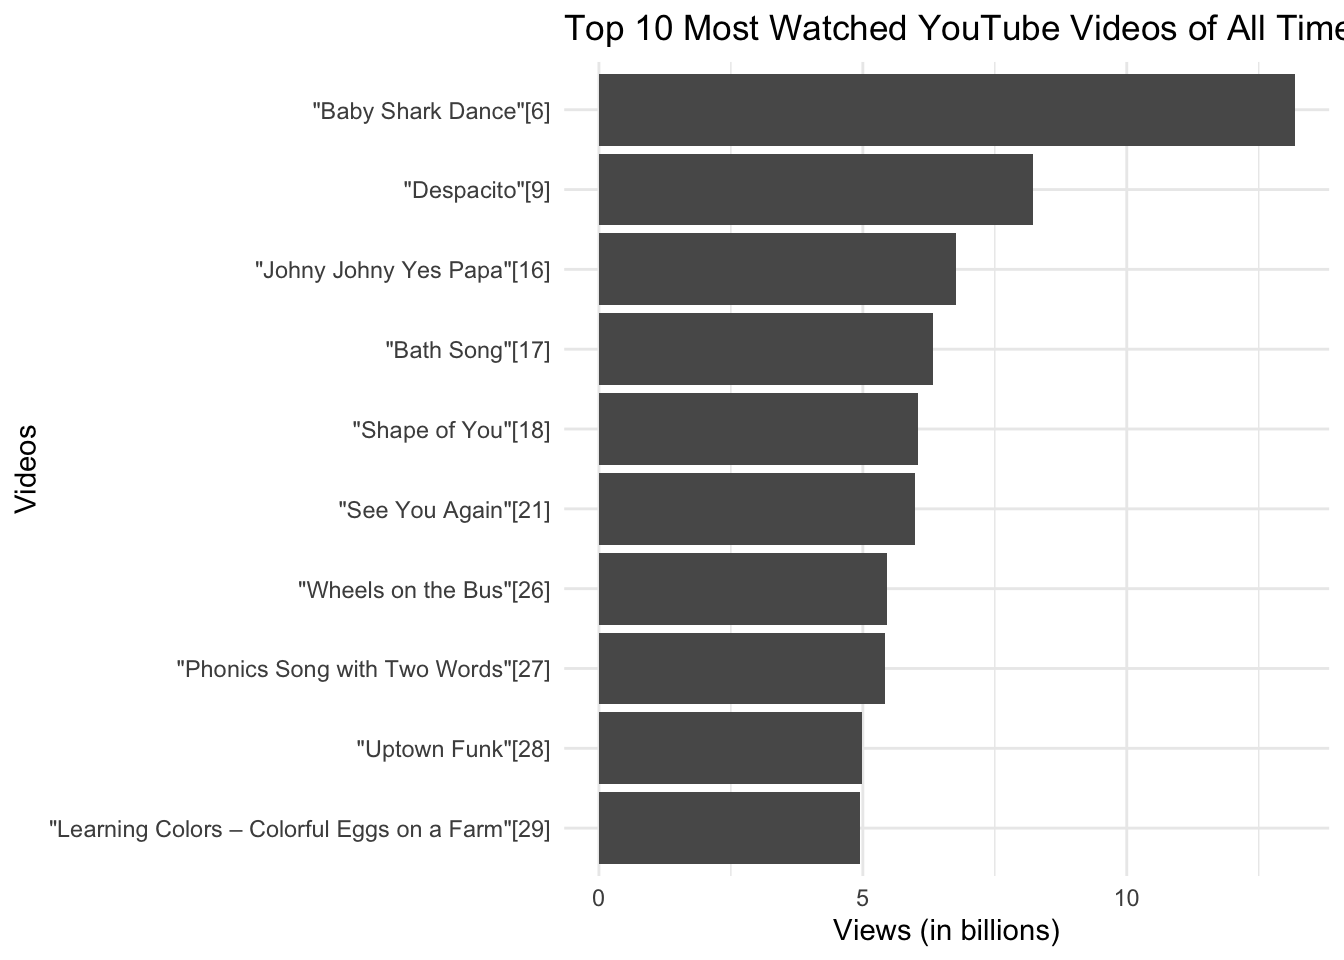 Top 10 Most Watched YouTube Videos of All Time
"Baby Shark Dance"[6]
"Despacito"[9]
"Johny Johny Yes Papa"[16]
"Bath Song"[17]
"Shape of You"[18]
"See You Again"[21]
"Wheels on the Bus"[26]
"Phonics Song with Two Words"[27]
"Uptown Funk"[28]
"Learning Colors – Colorful Eggs on a Farm"[29]
Videos
0 5 10
Views (in billions)